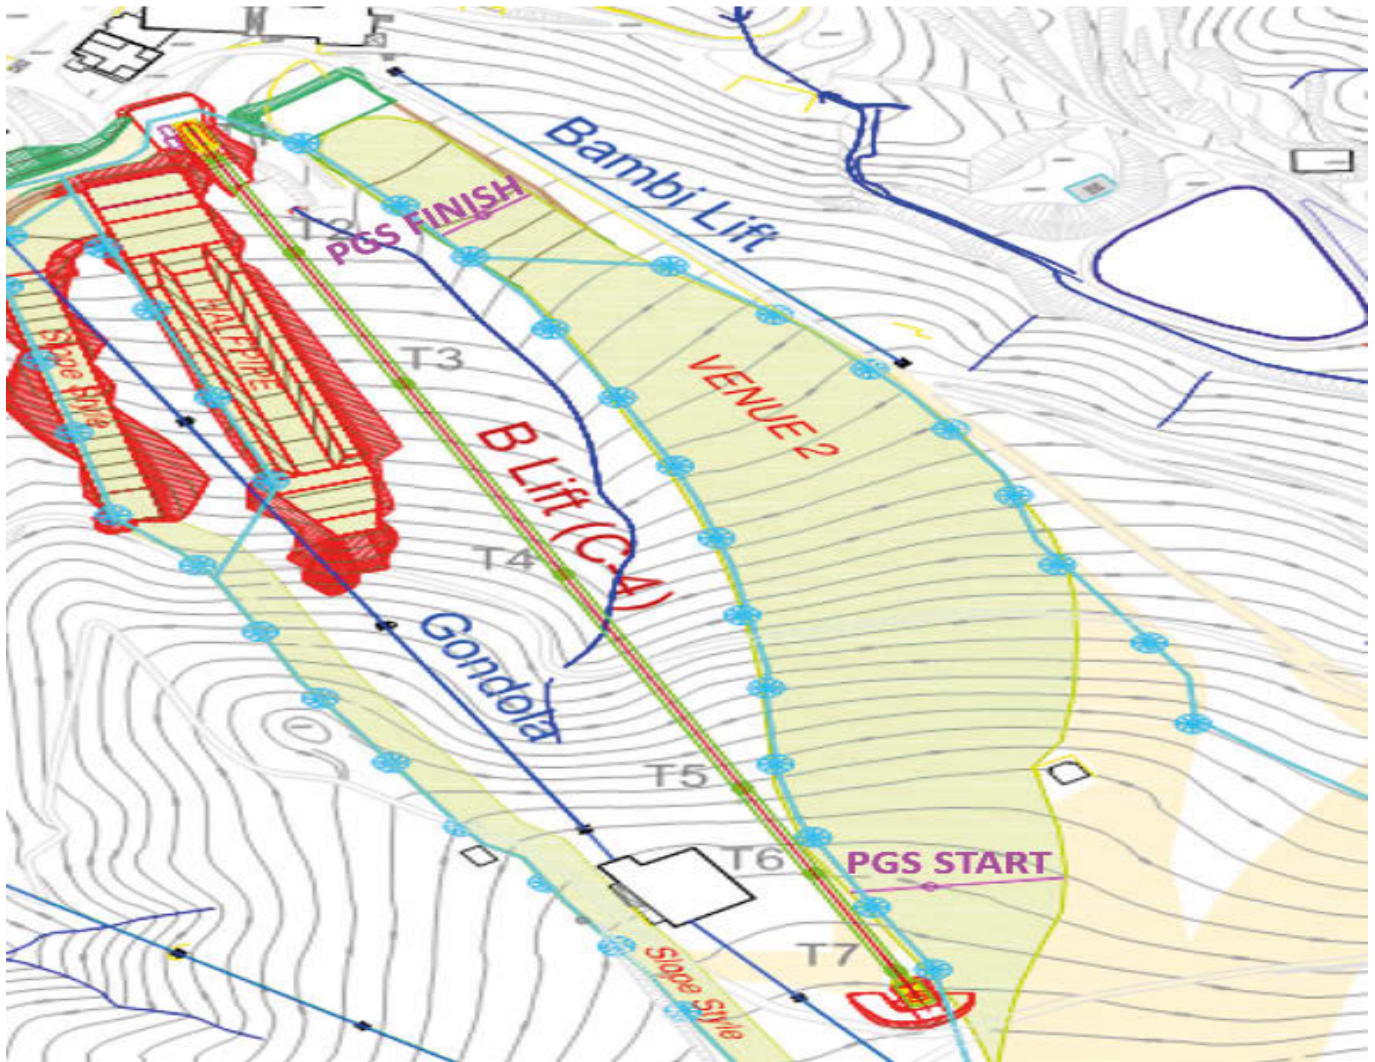 Bambi Lift
PGS FINISH
HALFPIPE
Slope Style
T3
VENUE 2
B Lift (C-4)
T4
Gondola
T5
T6
PGS START
T7
Slope Style